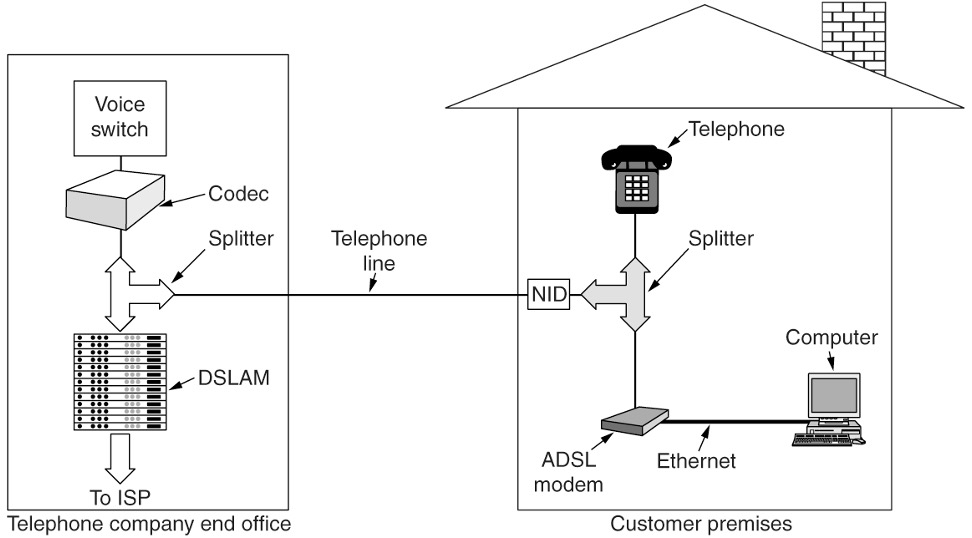 Voice
switch
Codec
Splitter
Telephone
line
DSLAM
To ISP
Telephone company end office
Telephone
Splitter
NID
Computer
ADSL
modem
Ethernet
Customer premises